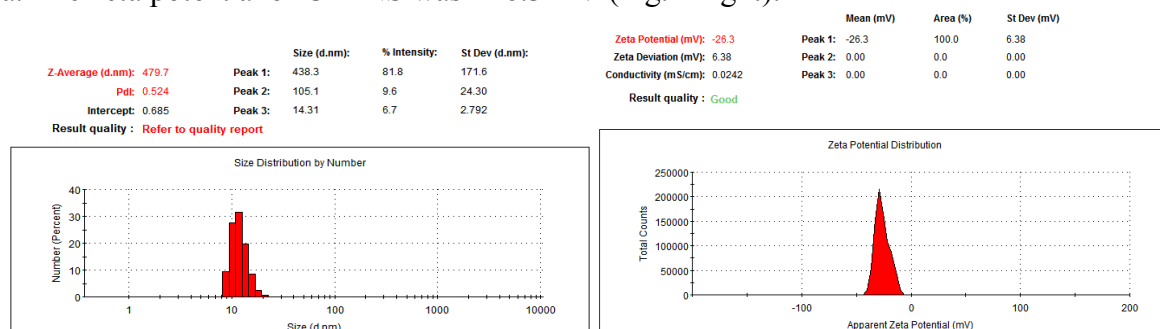 Mean (mV) Area (%) St Dev (mV)
Zeta Potential (mV): -26.3 Peak 1: -26.3 100.0 6.38
Zeta Deviation (mV): 6.38 Peak 2: 0.00 0.0 0.00
Conductivity (mS/cm): 0.0242 Peak 3: 0.00 0.0 0.00
Result quality : Good
Size (d.nm): % Intensity: St Dev (d.nm):
Z-Average (d.nm): 479.7 Peak 1: 438.3 81.8 171.6
PdI: 0.524 Peak 2: 105.1 9.6 24.30
Intercept: 0.685 Peak 3: 14.31 6.7 2.792
Result quality : Refer to quality report
Size Distribution by Number
Number (Percent)
40
30
20
10
0
1 10 100 1000 10000
Size (d.nm)
Zeta Potential Distribution
Total Counts
250000
200000
150000
100000
50000
0
-100 0 100 200
Apparent Zeta Potential (mV)